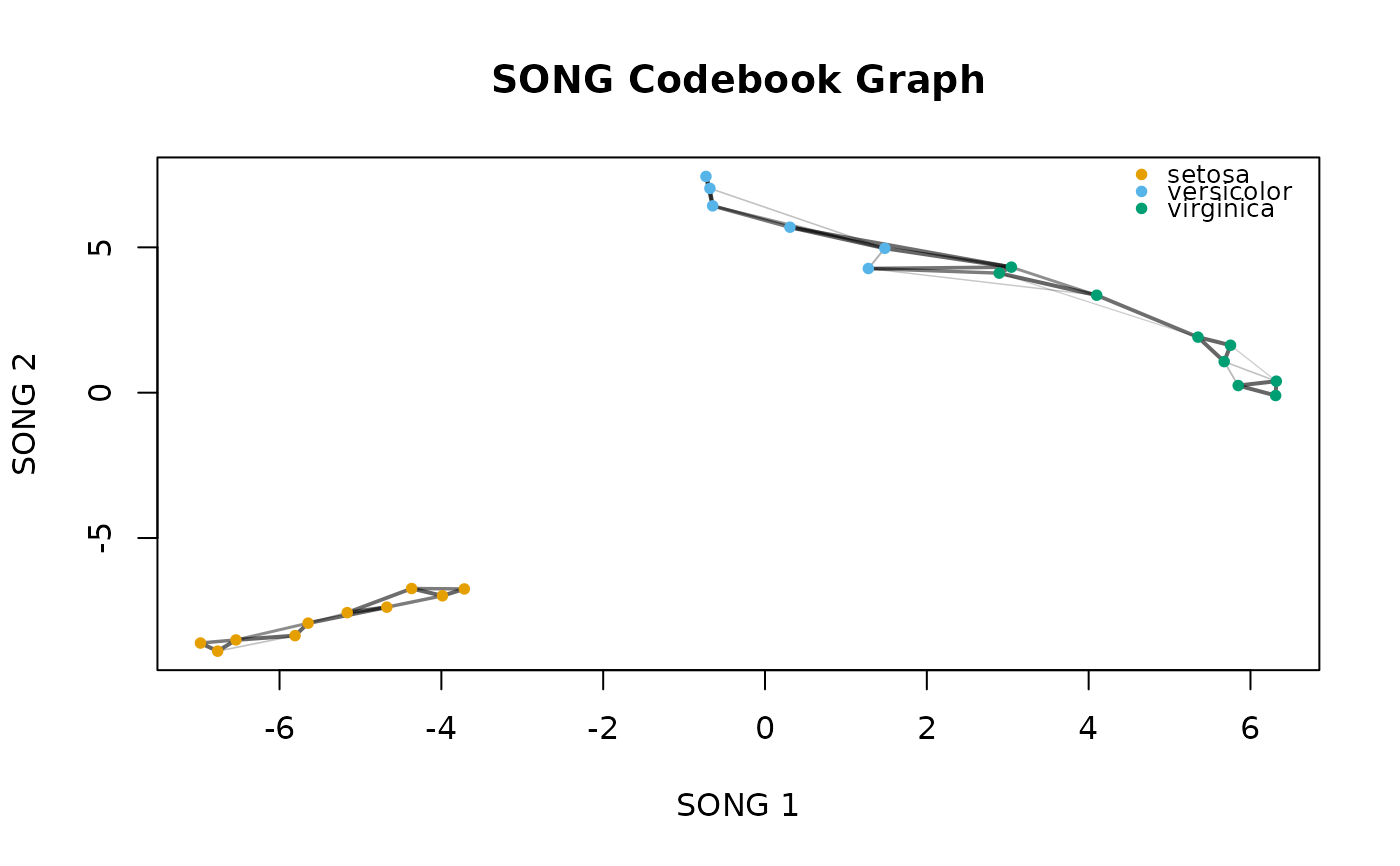 SONG Codebook Graph
setosa
versicolor
virginica
5
0
-5
SONG 2
-6 -4 -2 0 2 4 6
SONG 1